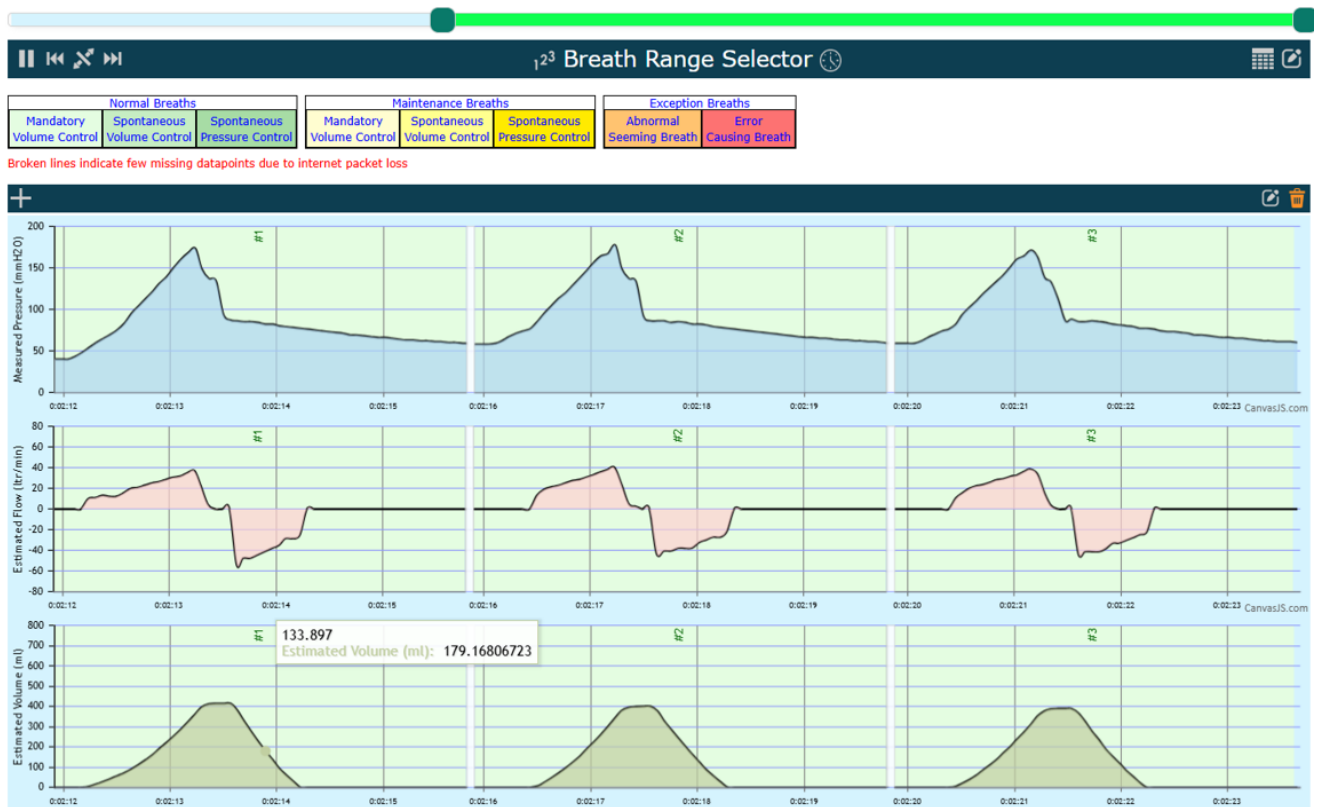 123 Breath Range Selector
Normal Breaths
Mandatory Volume Control
Spontaneous Volume Control
Spontaneous Pressure Control
Maintenance Breaths
Mandatory Volume Control
Spontaneous Volume Control
Spontaneous Pressure Control
Exception Breaths
Abnormal Seeming Breath
Error Causing Breath
Broken lines indicate few missing datapoints due to internet packet loss
Measured Pressure (mmH2O)
200
150
100
50
0
#1
#2
#3
0:02:12 0:02:13 0:02:14 0:02:15 0:02:16 0:02:17 0:02:18 0:02:19 0:02:20 0:02:21 0:02:22 0:02:23
CanvasJS.com
Estimated Flow (ltr/min)
80
60
40
20
0
-20
-40
-60
-80
#1
#2
#3
0:02:12 0:02:13 0:02:14 0:02:15 0:02:16 0:02:17 0:02:18 0:02:19 0:02:20 0:02:21 0:02:22 0:02:23
CanvasJS.com
Estimated Volume (ml)
800
700
600
500
400
300
200
100
0
#1
#2
#3
133.897
Estimated Volume (ml): 179.16806723
0:02:12 0:02:13 0:02:14 0:02:15 0:02:16 0:02:17 0:02:18 0:02:19 0:02:20 0:02:21 0:02:22 0:02:23